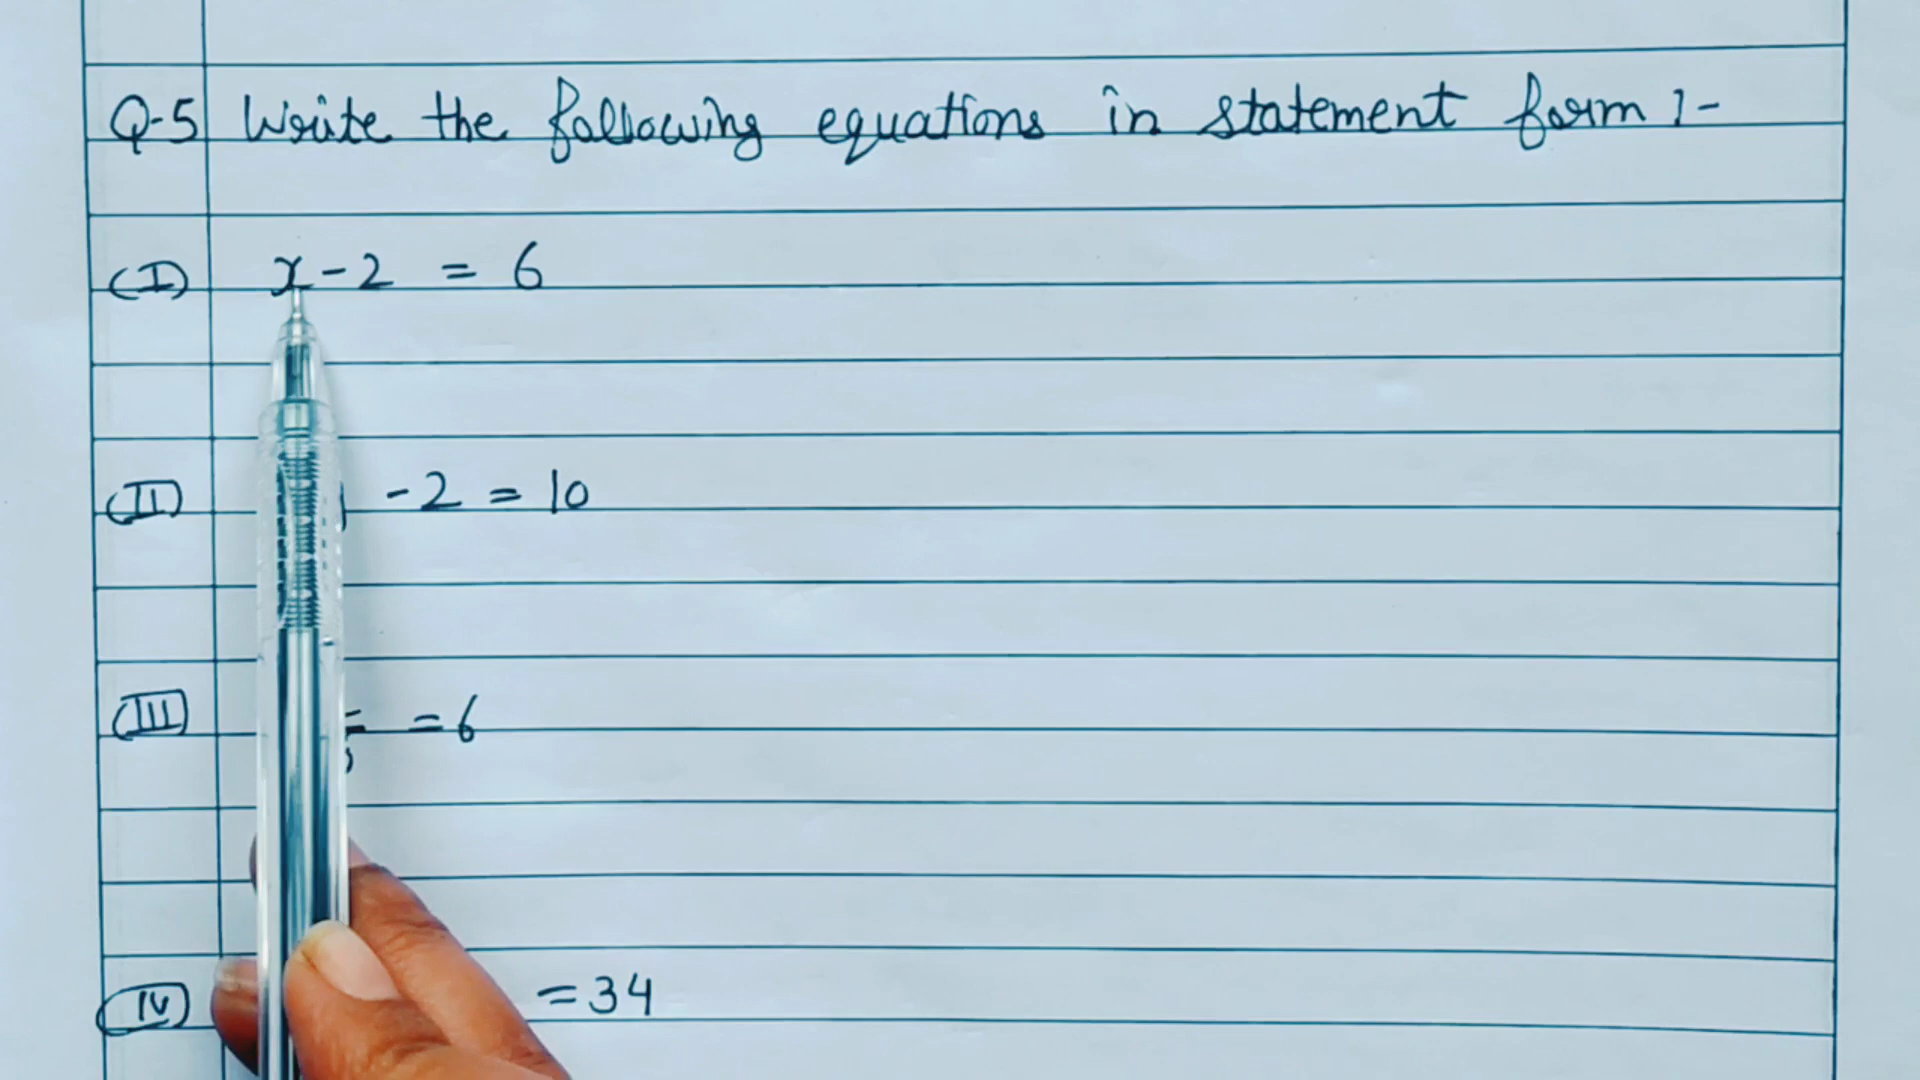 Q-5 Write the following equations in statement form :-
(I) x - 2 = 6
(II) - 2 = 10
(III) = 6
(IV) = 34